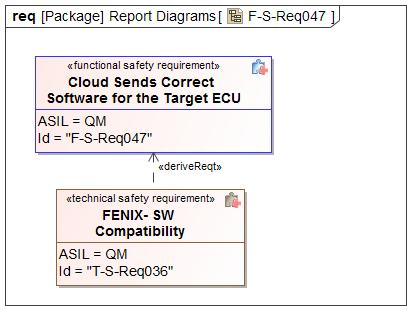 req [Package] Report Diagrams[ F-S-Req047 ]
«functional safety requirement»
Cloud Sends Correct
Software for the Target ECU
ASIL = QM
Id = "F-S-Req047"
«deriveReqt»
«technical safety requirement»
FENIX- SW
Compatibility
ASIL = QM
Id = "T-S-Req036"